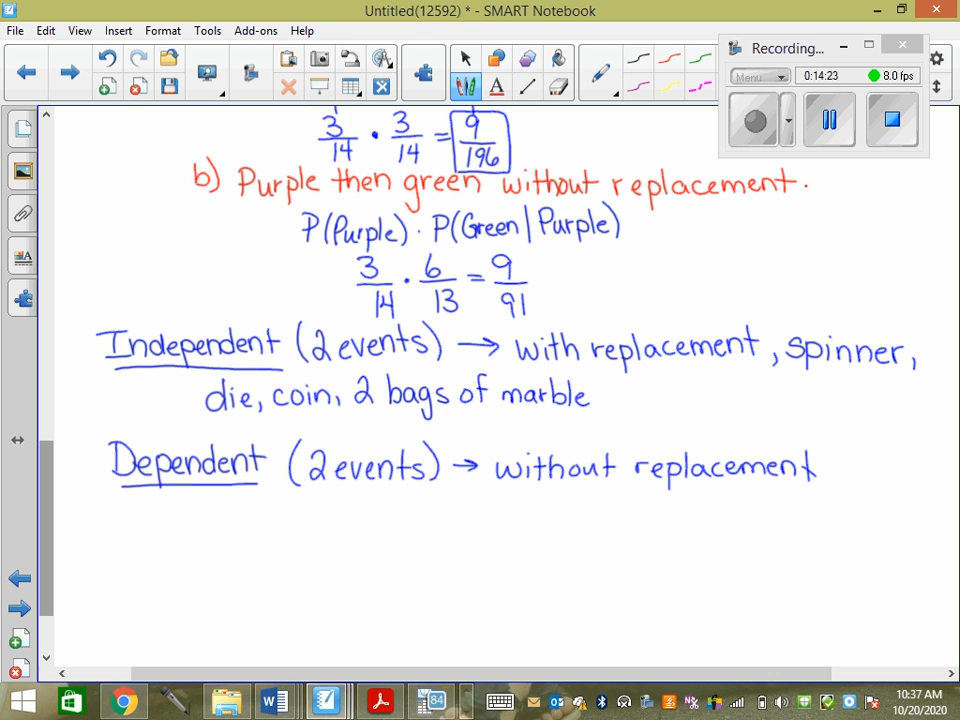 Untitled(12592) * - SMART Notebook
File Edit View Insert Format Tools Add-ons Help
Recording...
Menu 0:14:23 8.0 fps
3/14 · 3/14 = 9/196
b) Purple then green without replacement.
P(Purple) · P(Green|Purple)
3/14 · 6/13 = 9/91
Independent (2 events) → with replacement, spinner,
die, coin, 2 bags of marble
Dependent (2 events) → without replacement
84
10:37 AM
10/20/2020